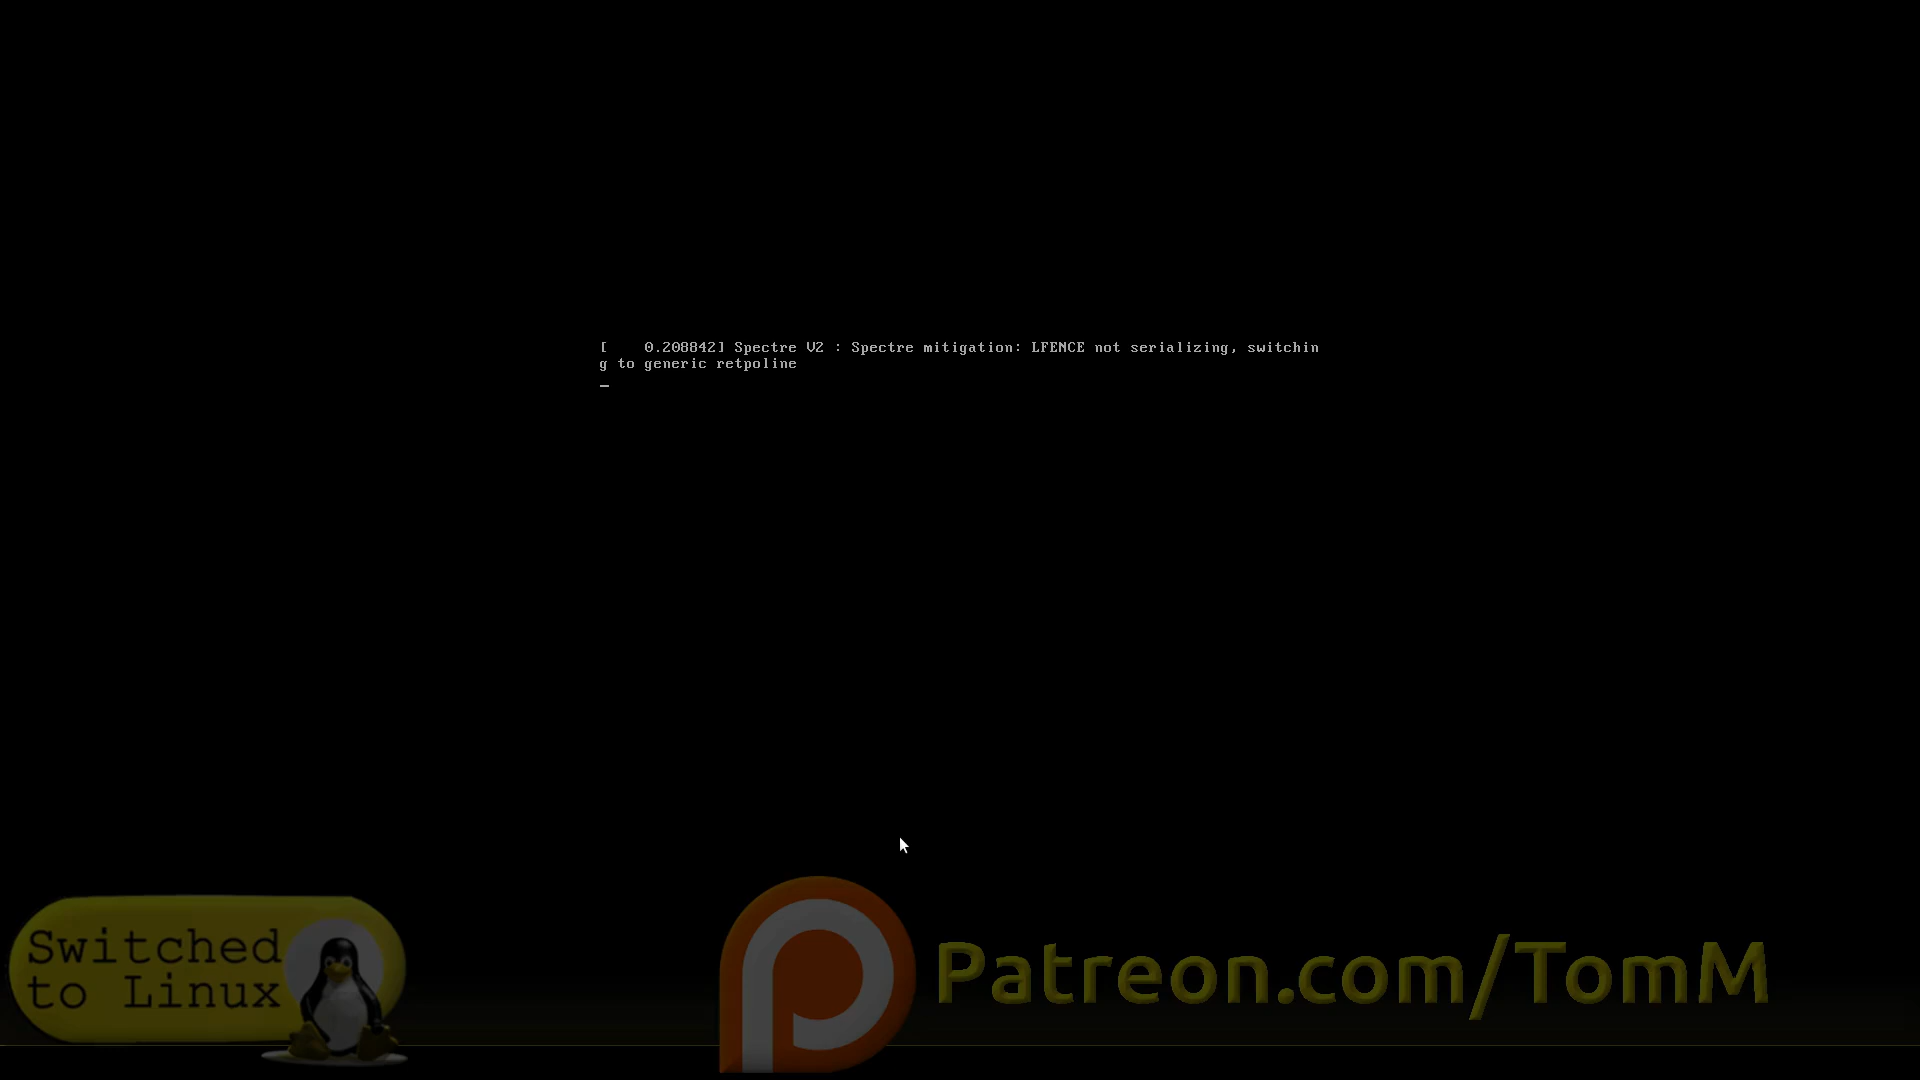 [    0.208842] Spectre V2 : Spectre mitigation: LFENCE not serializing, switchin
g to generic retpoline
Switched
to Linux
Patreon.com/TomM